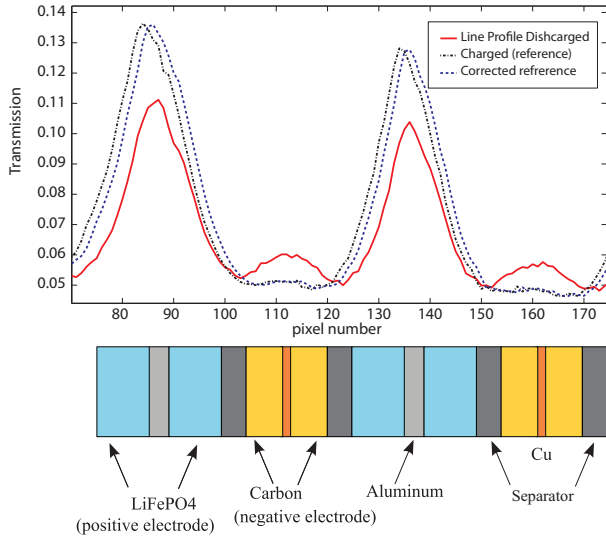 0.14
0.13
0.12
0.11
0.10
0.09
0.08
0.07
0.06
0.05
Transmission
Line Profile Dishcarged
Charged (reference)
Corrected refrerence
80 90 100 110 120 130 140 150 160 170
pixel number
LiFePO4
(positive electrode)
Carbon
(negative electrode)
Aluminum
Cu
Separator